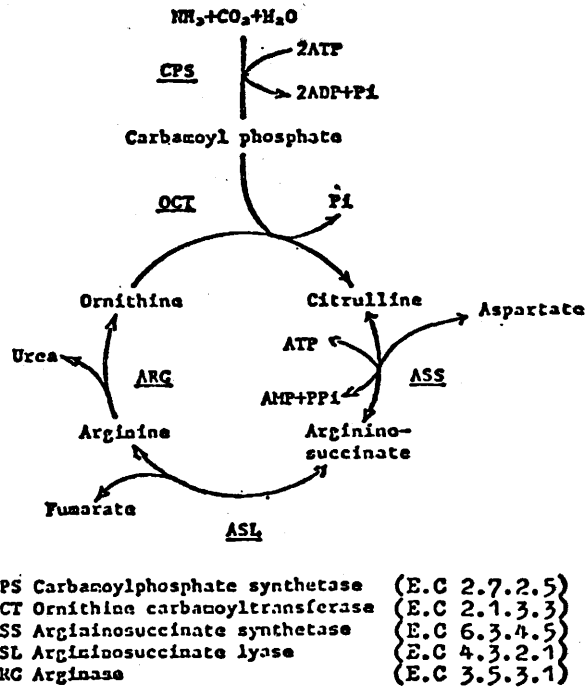 NH₃+CO₂+H₂O
2ATP
CPS
2ADP+Pi
Carbamoyl phosphate
OCT
Pi
Ornithine
Citrulline
Aspartate
ATP
Urea
ARG
ASS
AMP+PPi
Arginine
Arginino-
succinate
Fumarate
ASL
PS Carbamoylphosphate synthetase (E.C 2.7.2.5)
CT Ornithine carbamoyltransferase (E.C 2.1.3.3)
SS Argininosuccinate synthetase (E.C 6.3.4.5)
SL Argininosuccinate lyase (E.C 4.3.2.1)
RG Arginase (E.C 3.5.3.1)